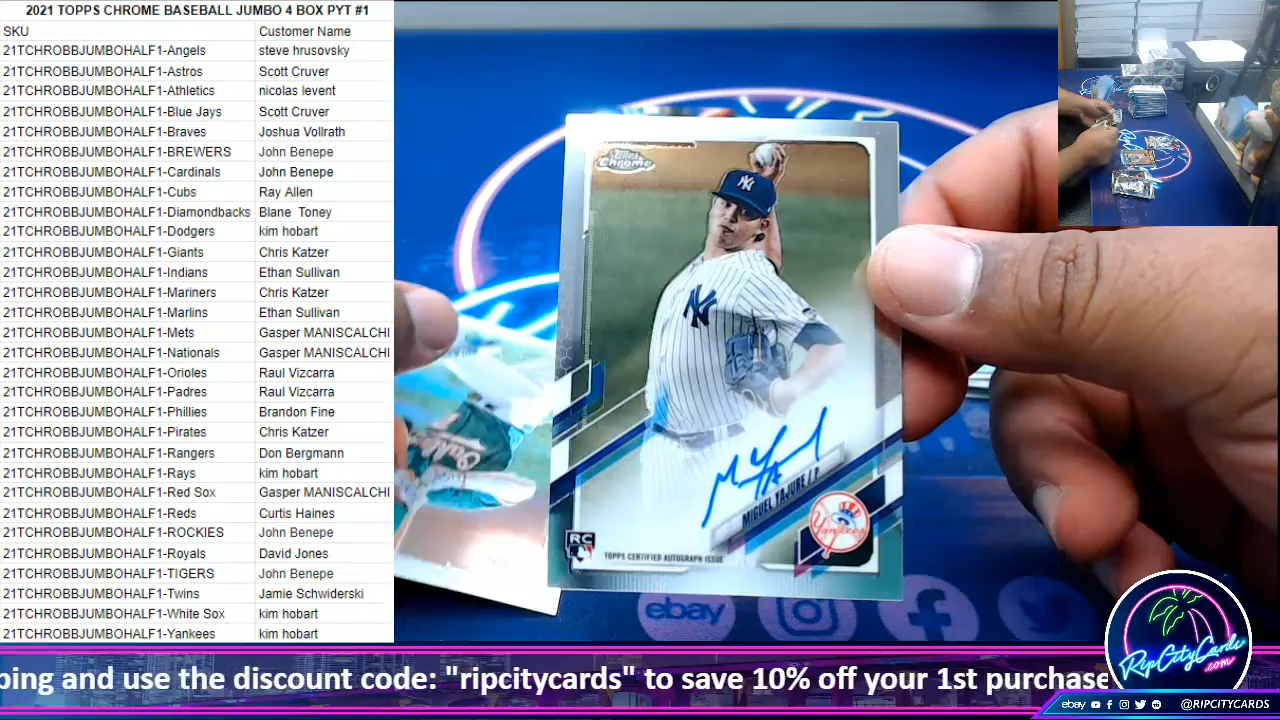 2021 TOPPS CHROME BASEBALL JUMBO 4 BOX PYT #1
SKU Customer Name
21TCHROBBJUMBOHALF1-Angels steve hrusovsky
21TCHROBBJUMBOHALF1-Astros Scott Cruver
21TCHROBBJUMBOHALF1-Athletics nicolas levent
21TCHROBBJUMBOHALF1-Blue Jays Scott Cruver
21TCHROBBJUMBOHALF1-Braves Joshua Vollrath
21TCHROBBJUMBOHALF1-BREWERS John Benepe
21TCHROBBJUMBOHALF1-Cardinals John Benepe
21TCHROBBJUMBOHALF1-Cubs Ray Allen
21TCHROBBJUMBOHALF1-Diamondbacks Blane Toney
21TCHROBBJUMBOHALF1-Dodgers kim hobart
21TCHROBBJUMBOHALF1-Giants Chris Katzer
21TCHROBBJUMBOHALF1-Indians Ethan Sullivan
21TCHROBBJUMBOHALF1-Mariners Chris Katzer
21TCHROBBJUMBOHALF1-Marlins Ethan Sullivan
21TCHROBBJUMBOHALF1-Mets Gasper MANISCALCHI
21TCHROBBJUMBOHALF1-Nationals Gasper MANISCALCHI
21TCHROBBJUMBOHALF1-Orioles Raul Vizcarra
21TCHROBBJUMBOHALF1-Padres Raul Vizcarra
21TCHROBBJUMBOHALF1-Phillies Brandon Fine
21TCHROBBJUMBOHALF1-Pirates Chris Katzer
21TCHROBBJUMBOHALF1-Rangers Don Bergmann
21TCHROBBJUMBOHALF1-Rays kim hobart
21TCHROBBJUMBOHALF1-Red Sox Gasper MANISCALCHI
21TCHROBBJUMBOHALF1-Reds Curtis Haines
21TCHROBBJUMBOHALF1-ROCKIES John Benepe
21TCHROBBJUMBOHALF1-Royals David Jones
21TCHROBBJUMBOHALF1-TIGERS John Benepe
21TCHROBBJUMBOHALF1-Twins Jamie Schwiderski
21TCHROBBJUMBOHALF1-White Sox kim hobart
21TCHROBBJUMBOHALF1-Yankees kim hobart
Topps
Chrome
NY
NY
MIGUEL YAJURE / P
Yankees
RC
TOPPS CERTIFIED AUTOGRAPH ISSUE
ebay
ping and use the discount code: "ripcitycards" to save 10% off your 1st purchase
RipCityCards
.com
ebay @RIPCITYCARDS